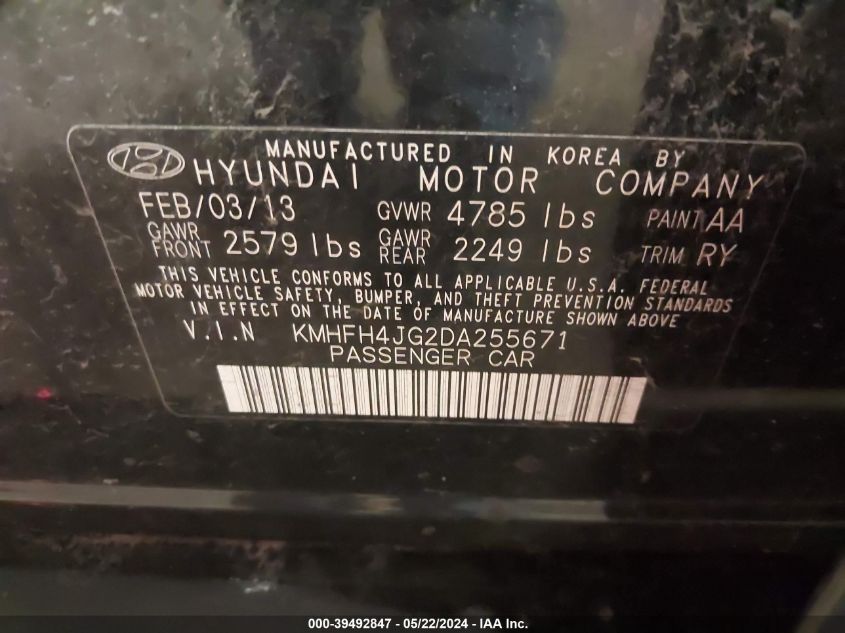 MANUFACTURED IN KOREA BY
HYUNDAI MOTOR COMPANY
FEB/03/13 GVWR 4785 lbs PAINT AA
GAWR FRONT 2579 lbs GAWR REAR 2249 lbs TRIM RY
THIS VEHICLE CONFORMS TO ALL APPLICABLE U.S.A. FEDERAL
MOTOR VEHICLE SAFETY, BUMPER, AND THEFT PREVENTION STANDARDS
IN EFFECT ON THE DATE OF MANUFACTURE SHOWN ABOVE
V.I.N KMHFH4JG2DA255671
PASSENGER CAR
000-39492847 - 05/22/2024 - IAA Inc.